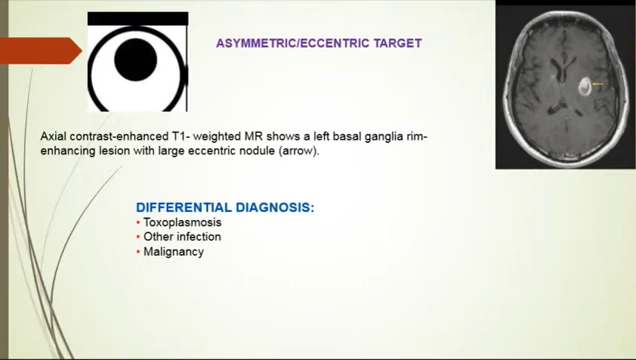 ASYMMETRIC/ECCENTRIC TARGET
Axial contrast-enhanced T1- weighted MR shows a left basal ganglia rim-
enhancing lesion with large eccentric nodule (arrow).
DIFFERENTIAL DIAGNOSIS:
• Toxoplasmosis
• Other infection
• Malignancy